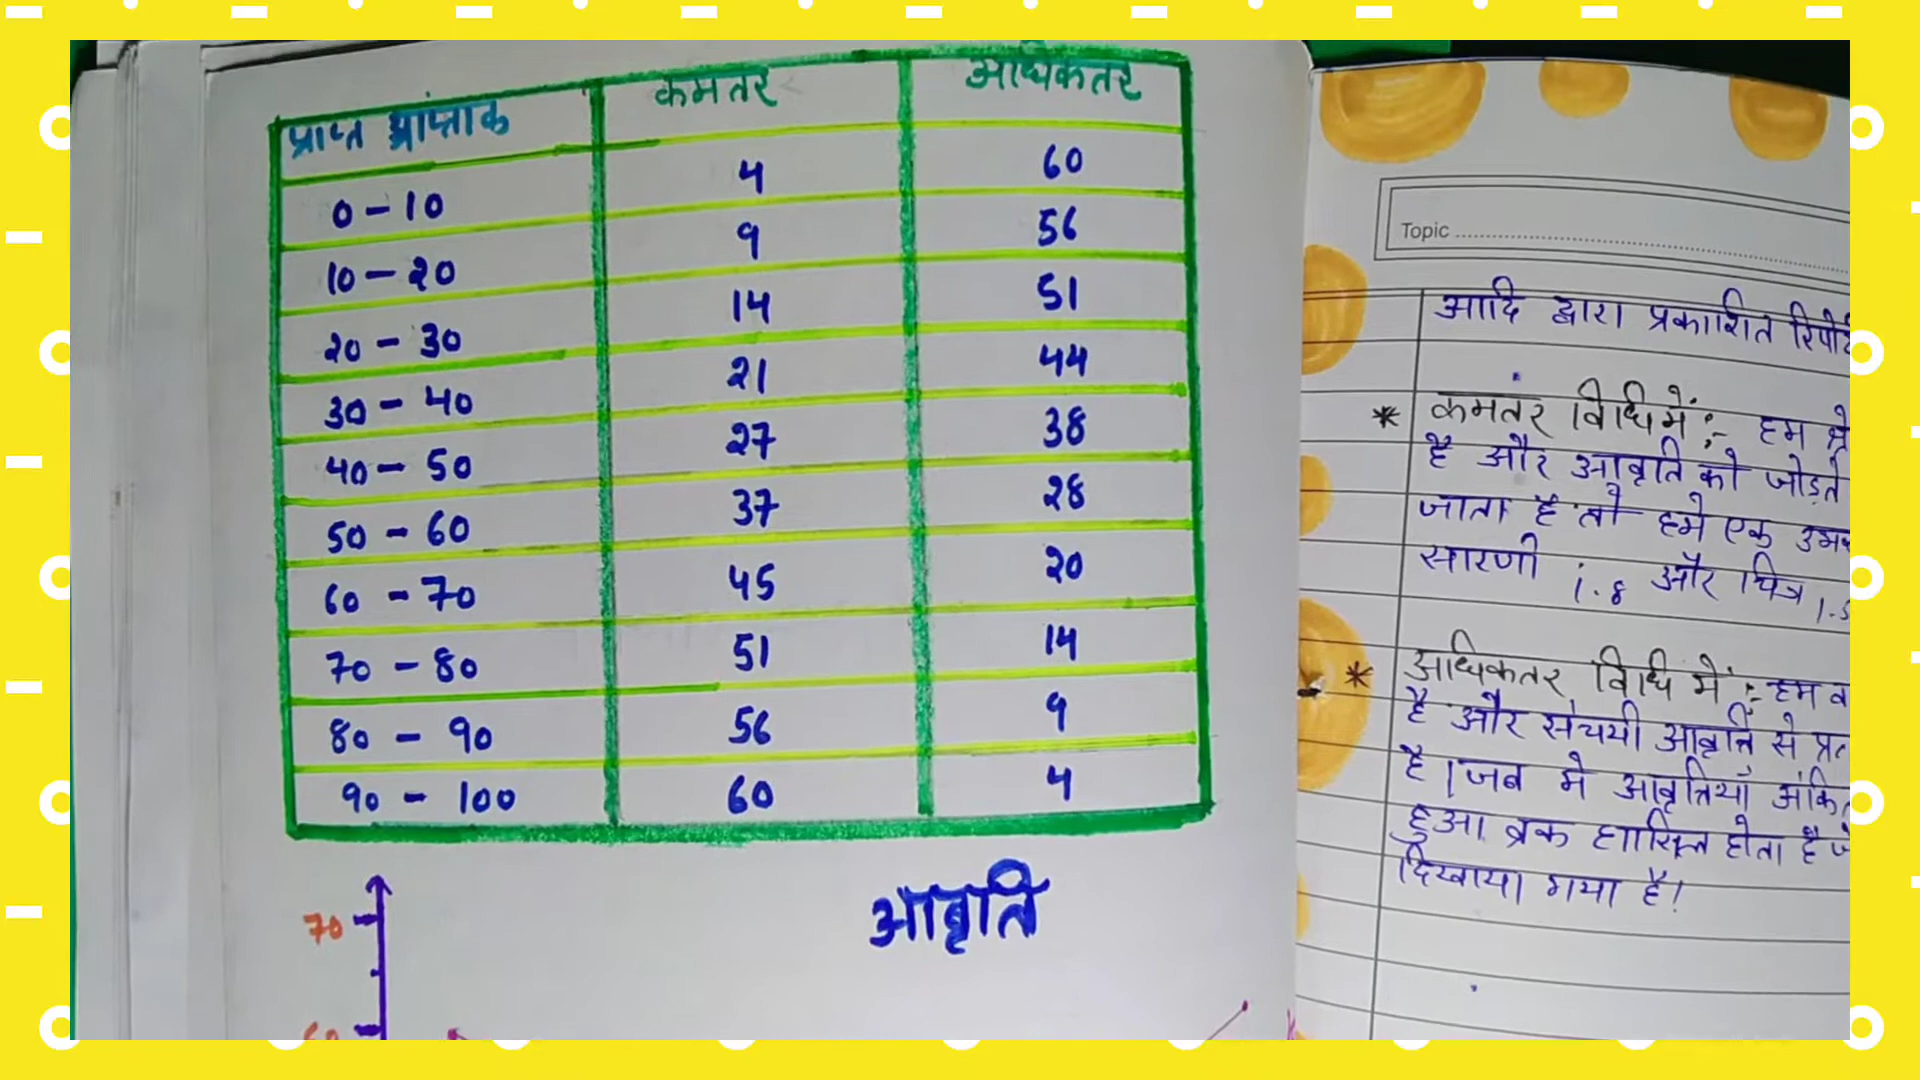 प्राप्त प्राप्तांक कमतर अधिकतर
0-10 4 60
10-20 9 56
20-30 14 51
30-40 21 44
40-50 27 38
50-60 37 28
60-70 45 20
70-80 51 14
80-90 56 9
90-100 60 4
आवृति
70
60
Topic
आदि द्वारा प्रकाशित
* कमतर विधि में :- हम
है और आवृति को जोड़ते
जाता है तो हमे एक
सारणी 1.8 और चित्र
* अधिकतर विधि में :- हम
है और संचयी आवृत्ति से
है। जब मे आवृत्तियाँ
हुआ व्रक हासिल होता है
दिखाया गया है।